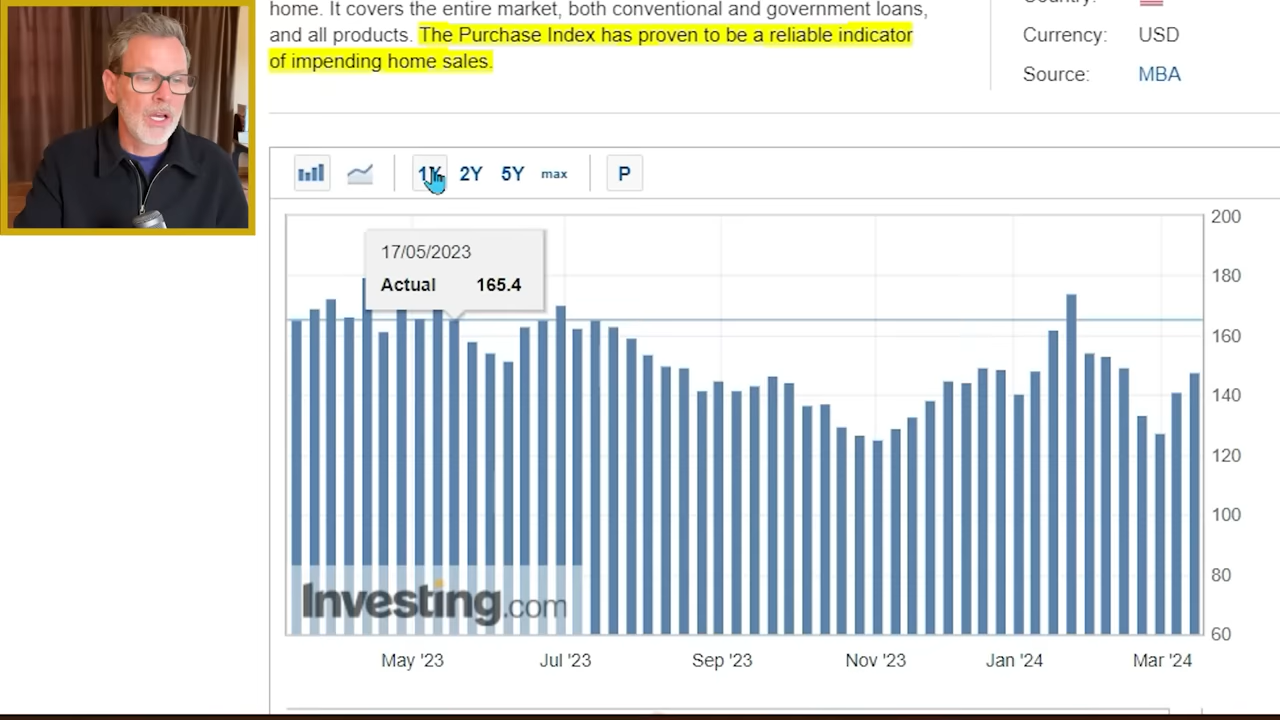 home. It covers the entire market, both conventional and government loans,
and all products. The Purchase Index has proven to be a reliable indicator
of impending home sales.
Currency: USD
Source: MBA
1Y 2Y 5Y max P
17/05/2023
Actual 165.4
200
180
160
140
120
100
80
60
Investing.com
May '23 Jul '23 Sep '23 Nov '23 Jan '24 Mar '24